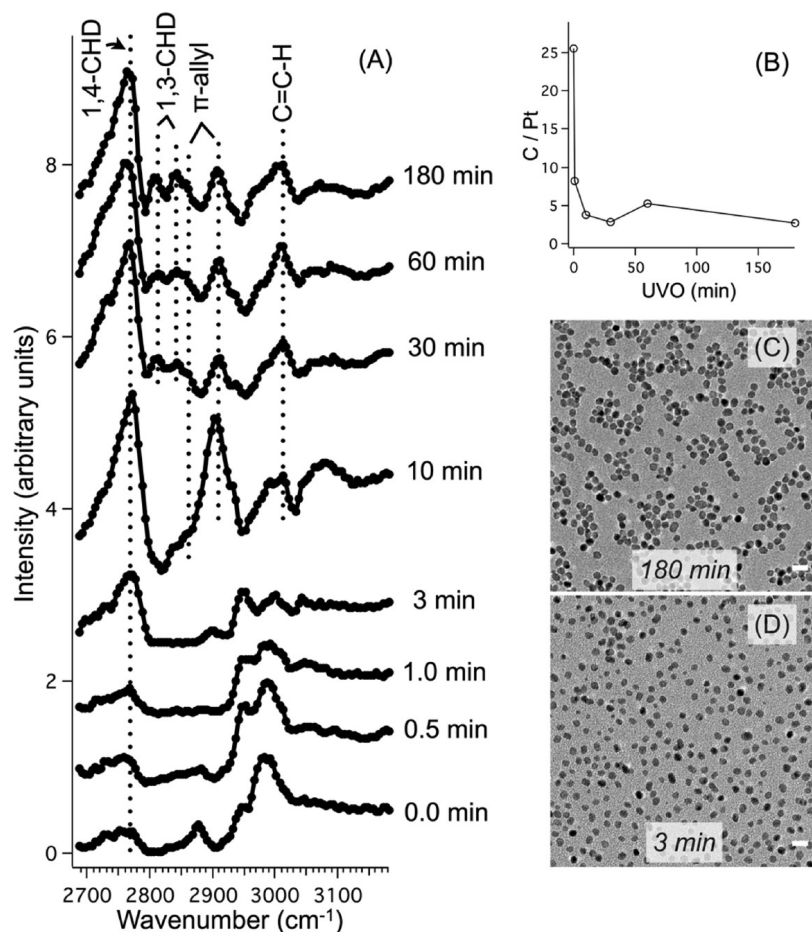 (A)
1,4-CHD
1,3-CHD
π-allyl
C=C-H
180 min
60 min
30 min
10 min
3 min
1.0 min
0.5 min
0.0 min
Intensity (arbitrary units)
8
6
4
2
0
2700 2800 2900 3000 3100
Wavenumber (cm⁻¹)
(B)
C / Pt
25
20
15
10
5
0
0 50 100 150
UVO (min)
(C)
180 min
(D)
3 min